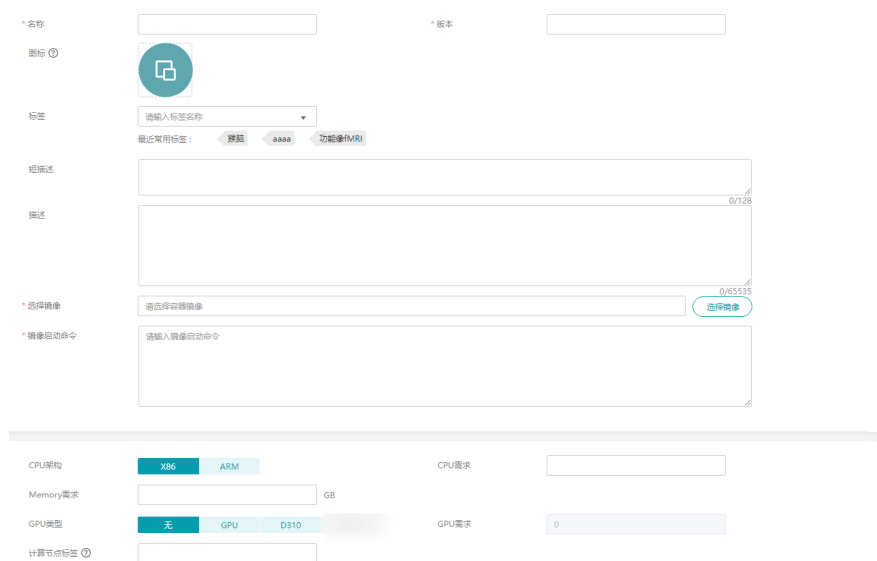 * 名称
* 版本
图标 ?
标签
请输入标签名称
最近常用标签：
猴脑
aaaa
功能像fMRI
短描述
0/128
描述
0/65535
* 选择镜像
请选择容器镜像
选择镜像
* 镜像启动命令
请输入镜像启动命令
CPU架构
X86
ARM
CPU需求
Memory需求
GB
GPU类型
无
GPU
D310
GPU需求
0
计算节点标签 ?